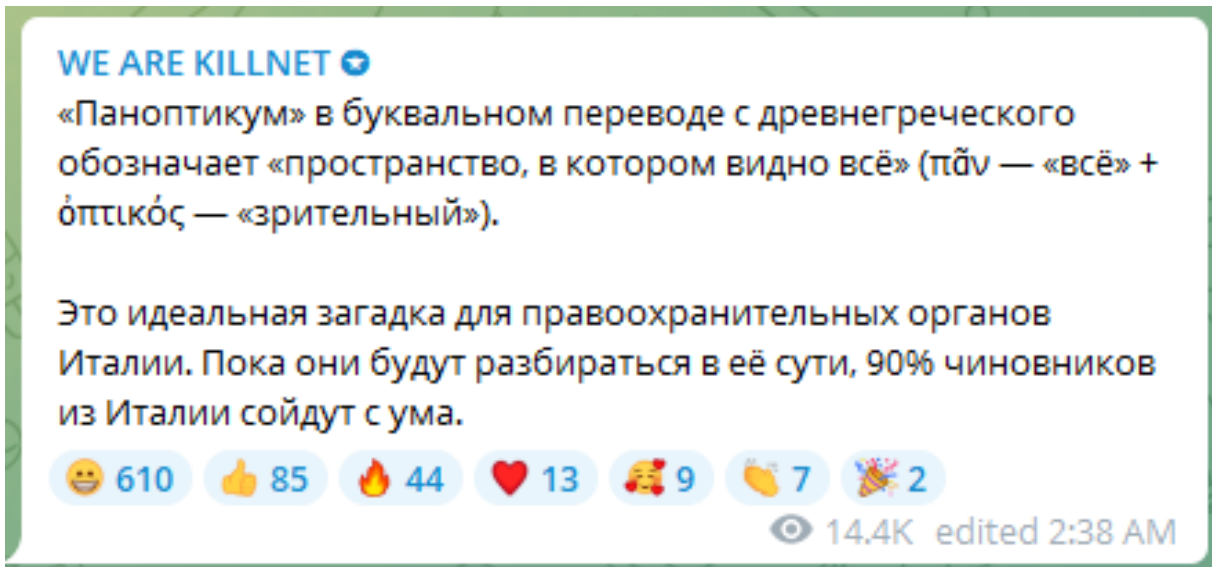 WE ARE KILLNET
«Паноптикум» в буквальном переводе с древнегреческого
обозначает «пространство, в котором видно всё» (πᾶν — «всё» +
ὀπτικός — «зрительный»).
Это идеальная загадка для правоохранительных органов
Италии. Пока они будут разбираться в её сути, 90% чиновников
из Италии сойдут с ума.
610 85 44 13 9 7 2
14.4K edited 2:38 AM